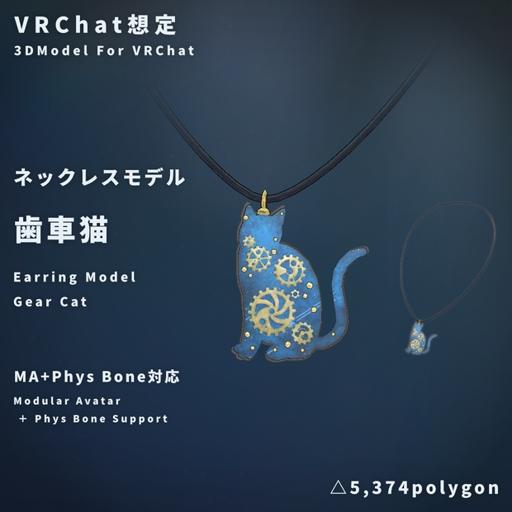 VRChat想定
3DModel For VRChat
ネックレスモデル
歯車猫
Earring Model
Gear Cat
MA+Phys Bone対応
Modular Avatar
+ Phys Bone Support
△5,374polygon